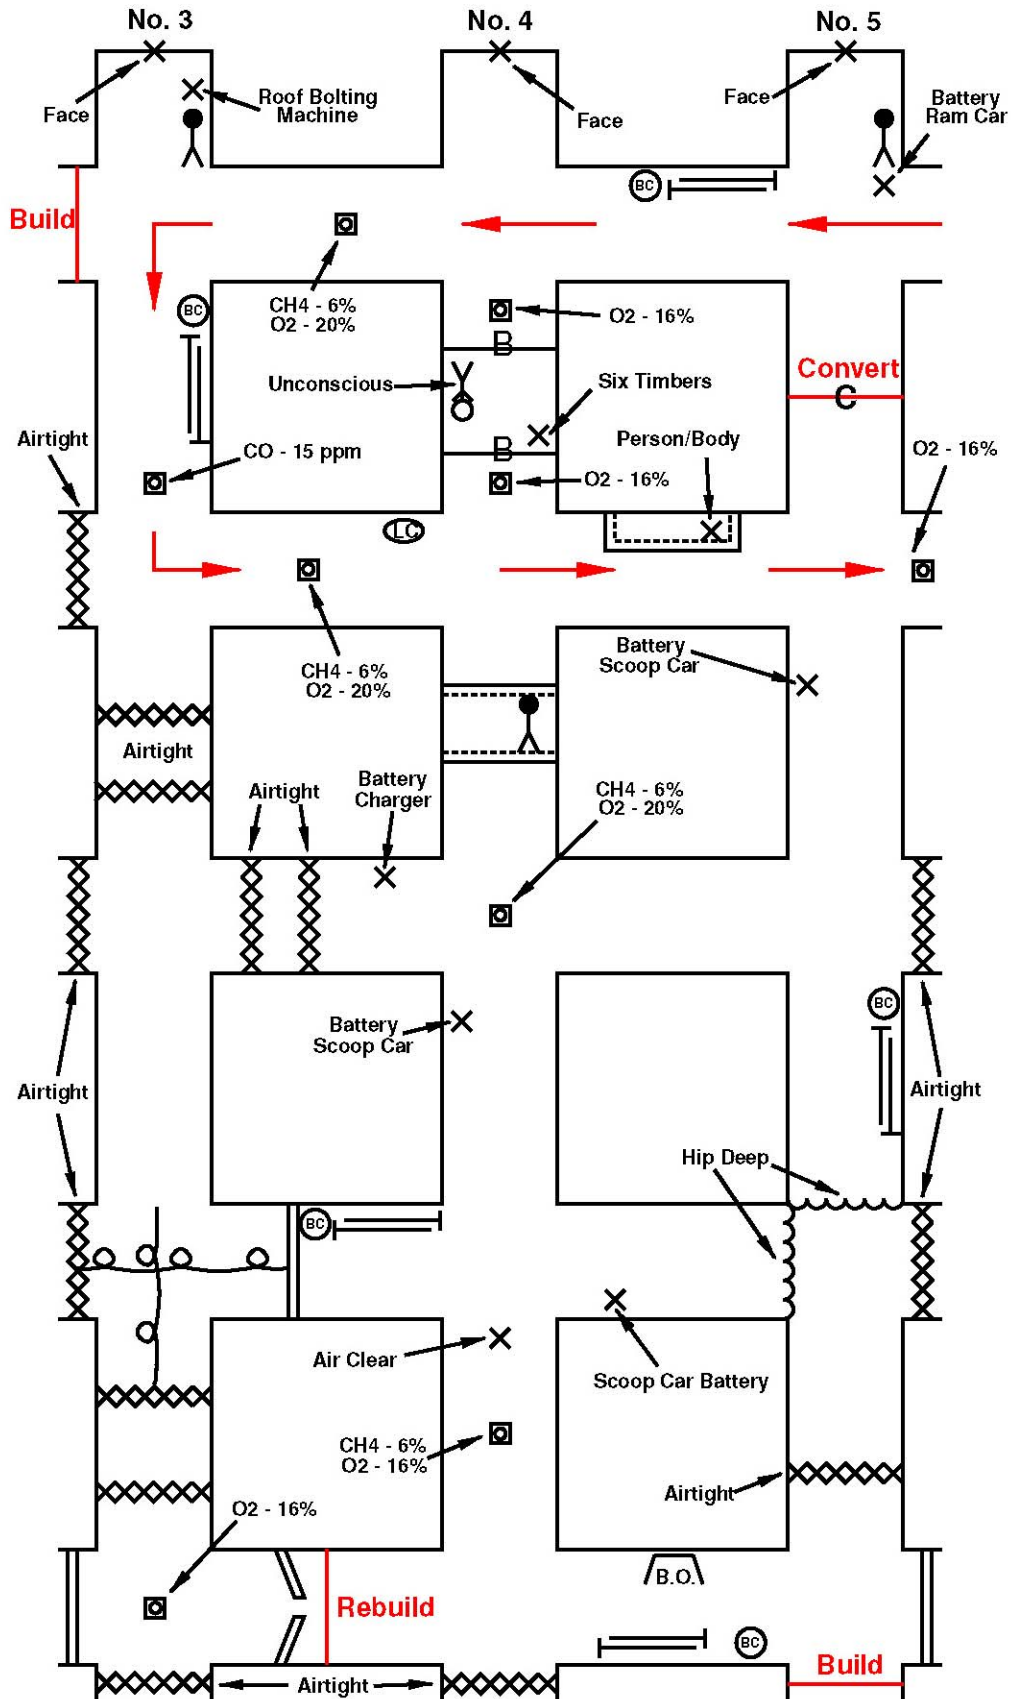 No. 3
No. 4
No. 5
Face
Roof Bolting
Machine
Face
Face
Battery
Ram Car
BC
Build
BC
CH4 - 6%
O2 - 20%
O2 - 16%
B
Unconscious
Six Timbers
Convert
C
Airtight
CO - 15 ppm
B
Person/Body
O2 - 16%
O2 - 16%
LC
CH4 - 6%
O2 - 20%
Battery
Scoop Car
Airtight
Airtight
Battery
Charger
CH4 - 6%
O2 - 20%
BC
Battery
Scoop Car
Airtight
Airtight
Hip Deep
BC
Air Clear
Scoop Car Battery
CH4 - 6%
O2 - 16%
Airtight
O2 - 16%
B.O.
Rebuild
BC
Build
Airtight